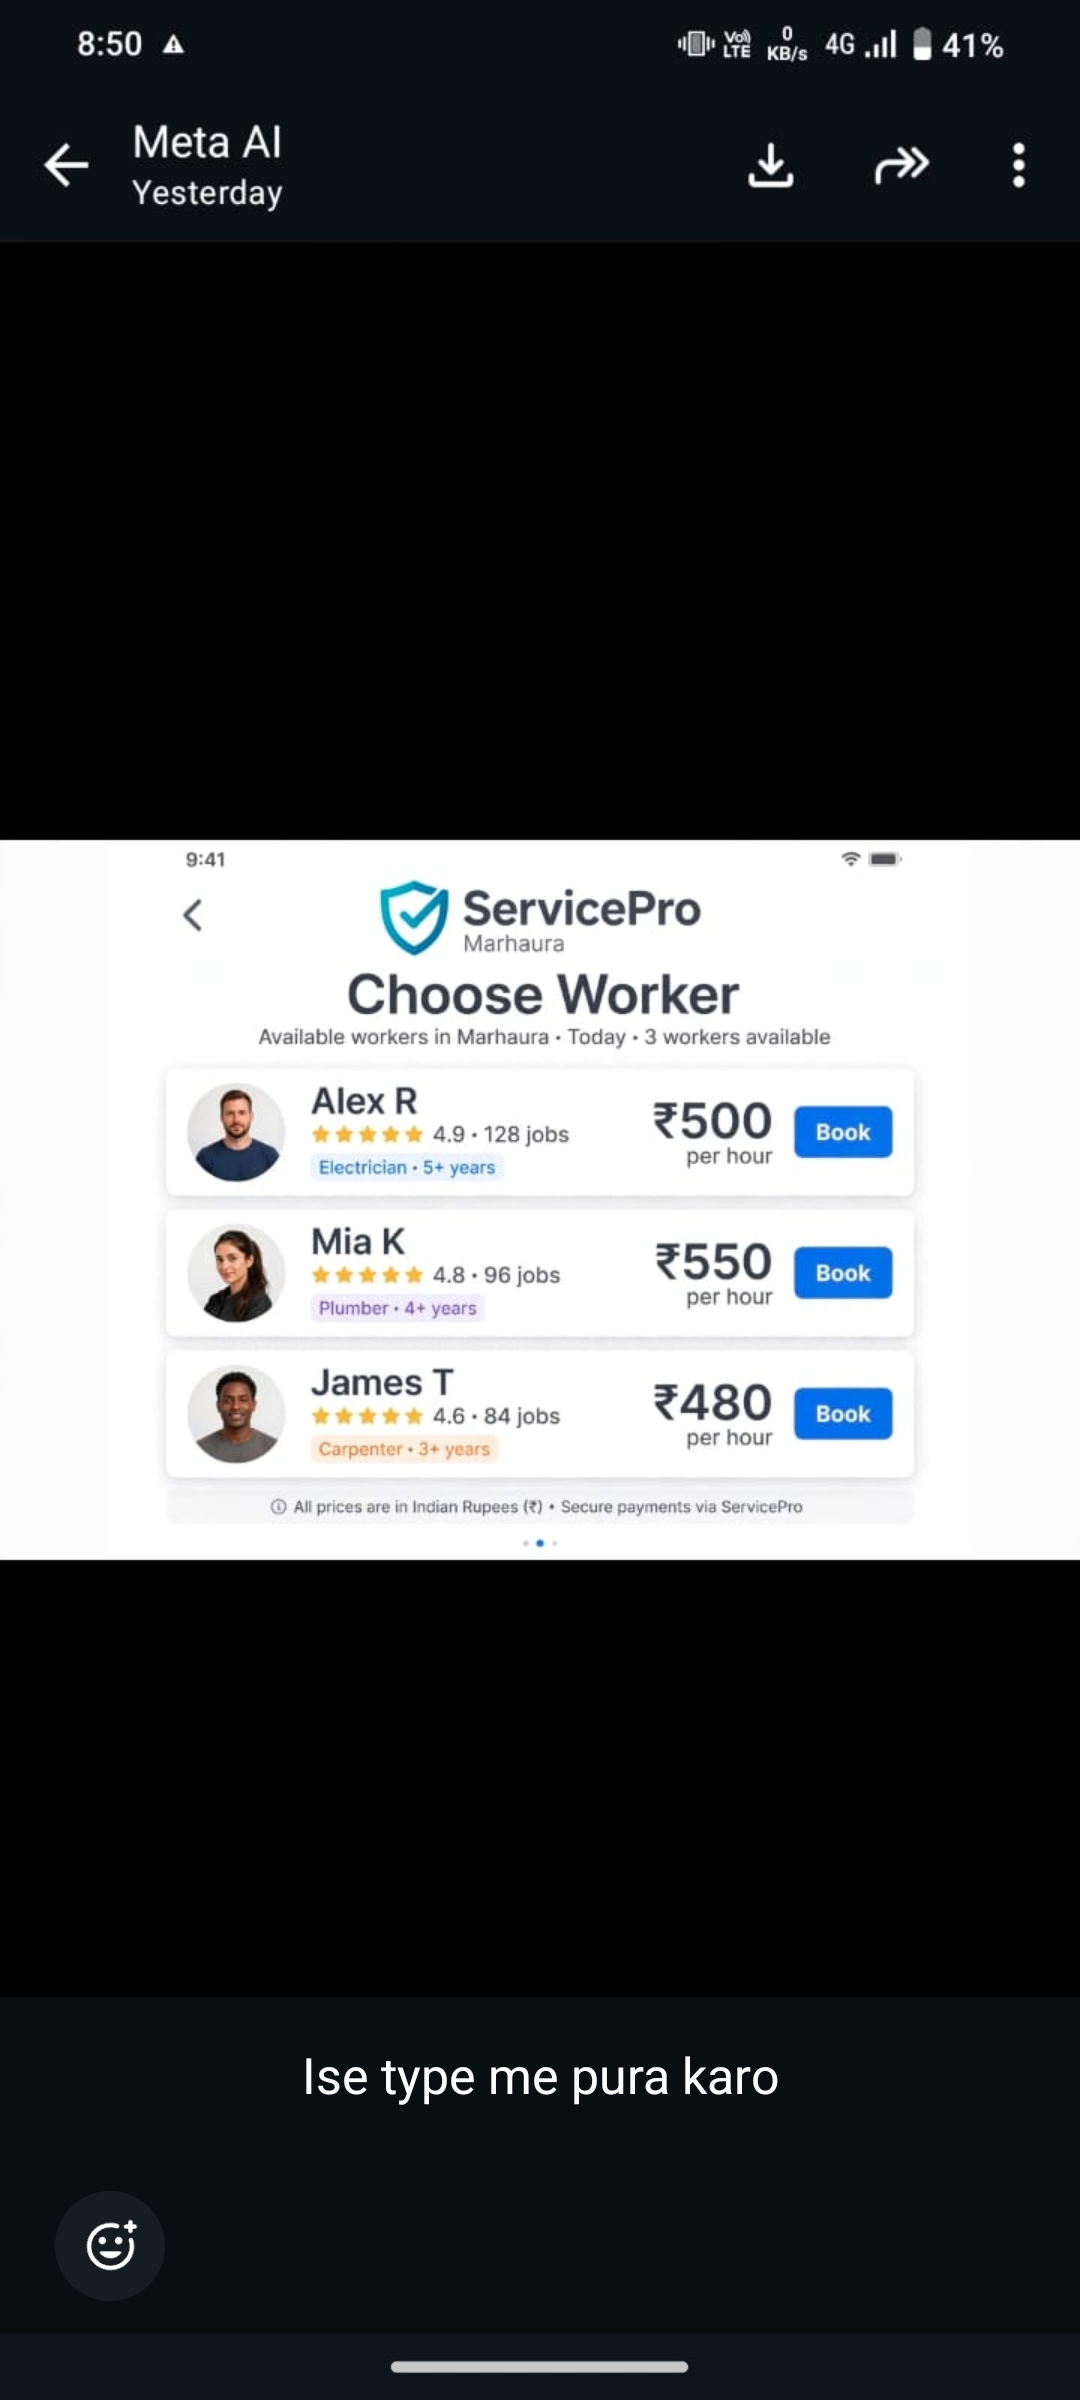 8:50
Vo) LTE 0 KB/s 4G 41%
Meta AI
Yesterday
9:41
ServicePro
Marhaura
Choose Worker
Available workers in Marhaura • Today • 3 workers available
Alex R
4.9 • 128 jobs
Electrician • 5+ years
₹500
per hour
Book
Mia K
4.8 • 96 jobs
Plumber • 4+ years
₹550
per hour
Book
James T
4.6 • 84 jobs
Carpenter • 3+ years
₹480
per hour
Book
All prices are in Indian Rupees (₹) • Secure payments via ServicePro
Ise type me pura karo